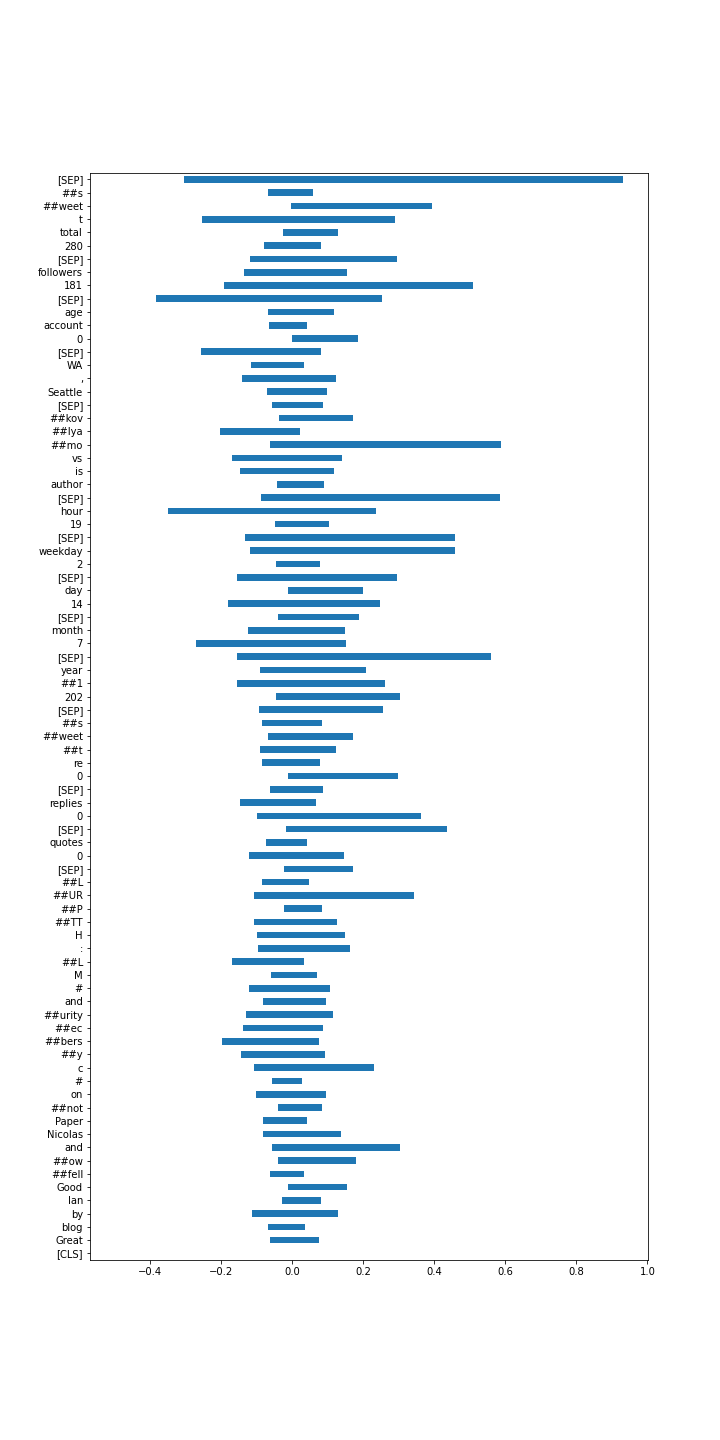 [SEP]
##s
##weet
t
total
280
[SEP]
followers
181
[SEP]
age
account
0
[SEP]
WA
,
Seattle
[SEP]
##kov
##lya
##mo
vs
is
author
[SEP]
hour
19
[SEP]
weekday
2
[SEP]
day
14
[SEP]
month
7
[SEP]
year
##1
202
[SEP]
##s
##weet
##t
re
0
[SEP]
replies
0
[SEP]
quotes
0
[SEP]
##L
##UR
##P
##TT
H
:
##L
M
#
and
##urity
##ec
##bers
##y
c
#
on
##not
Paper
Nicolas
and
##ow
##fell
Good
Ian
by
blog
Great
[CLS]
−0.4 −0.2 0.0 0.2 0.4 0.6 0.8 1.0